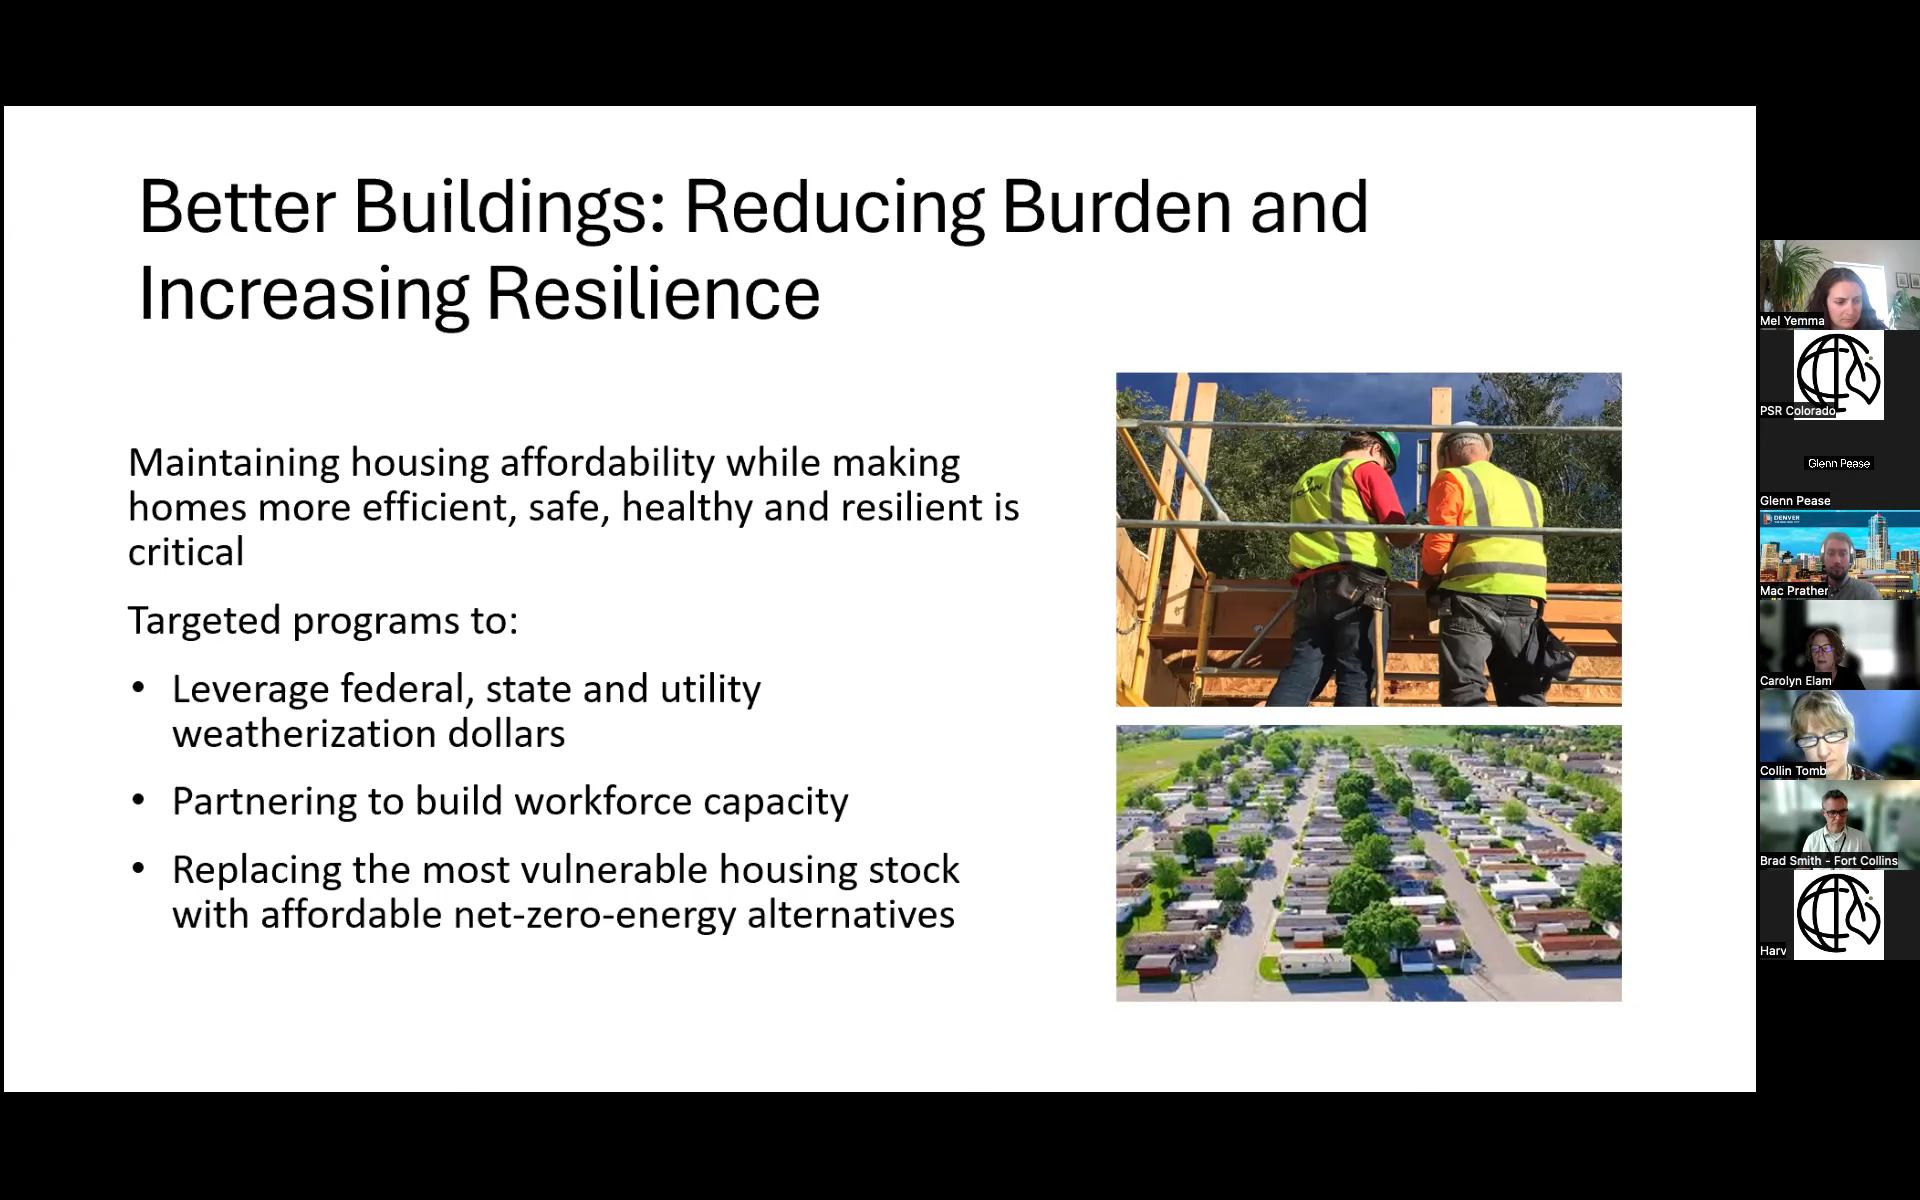 Better Buildings: Reducing Burden and
Increasing Resilience
Maintaining housing affordability while making
homes more efficient, safe, healthy and resilient is
critical
Targeted programs to:
• Leverage federal, state and utility
weatherization dollars
• Partnering to build workforce capacity
• Replacing the most vulnerable housing stock
with affordable net-zero-energy alternatives
Mel Yemma
PSR Colorado
Glenn Pease
Glenn Pease
DENVER
Mac Prather
Carolyn Elam
Collin Tomb
Brad Smith - Fort Collins
Harv